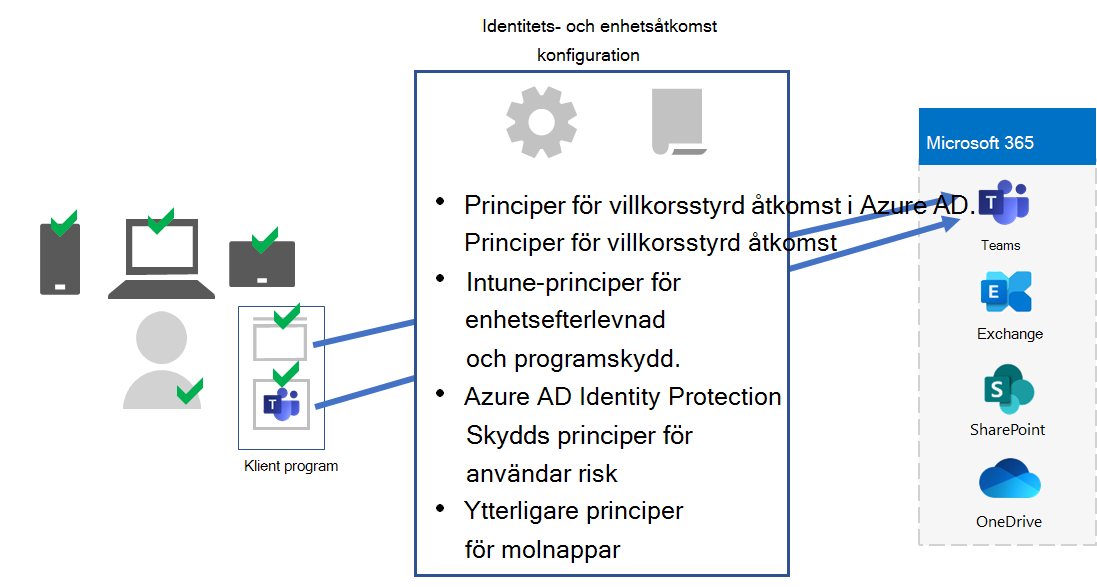 Identitets- och enhetsåtkomst
konfiguration
Microsoft 365
• Principer för villkorsstyrd åtkomst i Azure AD.
Principer för villkorsstyrd åtkomst
• Intune-principer för
enhetsefterlevnad
och programskydd.
• Azure AD Identity Protection
Skydds principer för
användar risk
• Ytterligare principer
för molnappar
T
Klient program
T
Teams
E
Exchange
S
SharePoint
OneDrive